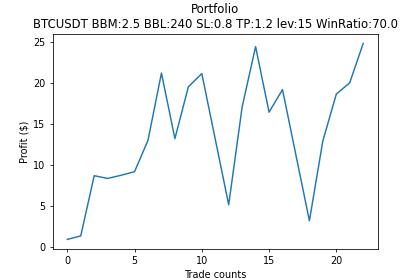 Portfolio
BTCUSDT BBM:2.5 BBL:240 SL:0.8 TP:1.2 lev:15 WinRatio:70.0
25
20
15
10
5
0
Profit ($)
0 5 10 15 20
Trade counts